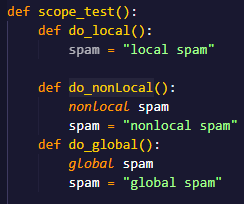 def scope_test():
    def do_local():
        spam = "local spam"

    def do_nonLocal():
        nonlocal spam
        spam = "nonlocal spam"
    def do_global():
        global spam
        spam = "global spam"